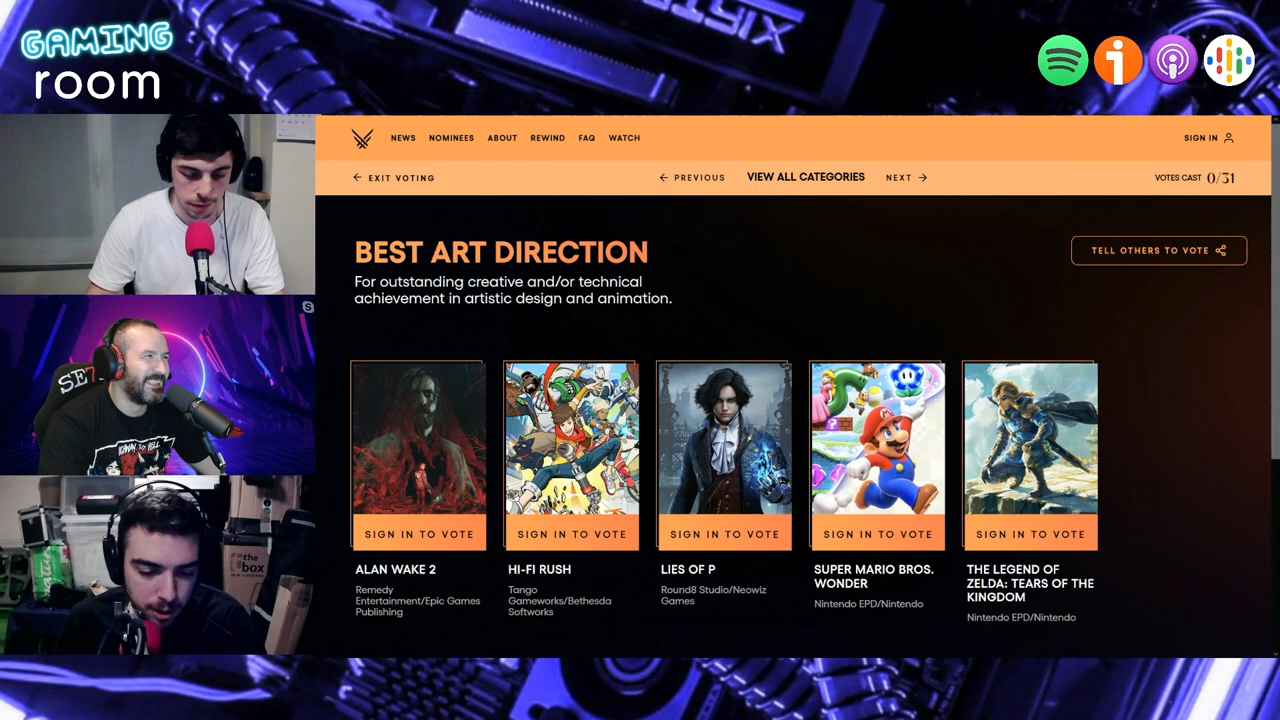 GAMING
room
NEWS
NOMINEES
ABOUT
REWIND
FAQ
WATCH
SIGN IN
EXIT VOTING
PREVIOUS
VIEW ALL CATEGORIES
NEXT
VOTES CAST 0/31
BEST ART DIRECTION
For outstanding creative and/or technical
achievement in artistic design and animation.
TELL OTHERS TO VOTE
SIGN IN TO VOTE
SIGN IN TO VOTE
SIGN IN TO VOTE
SIGN IN TO VOTE
SIGN IN TO VOTE
ALAN WAKE 2
Remedy
Entertainment/Epic Games
Publishing
HI-FI RUSH
Tango
Gameworks/Bethesda
Softworks
LIES OF P
Round8 Studio/Neowiz
Games
SUPER MARIO BROS.
WONDER
Nintendo EPD/Nintendo
THE LEGEND OF
ZELDA: TEARS OF THE
KINGDOM
Nintendo EPD/Nintendo
the
box